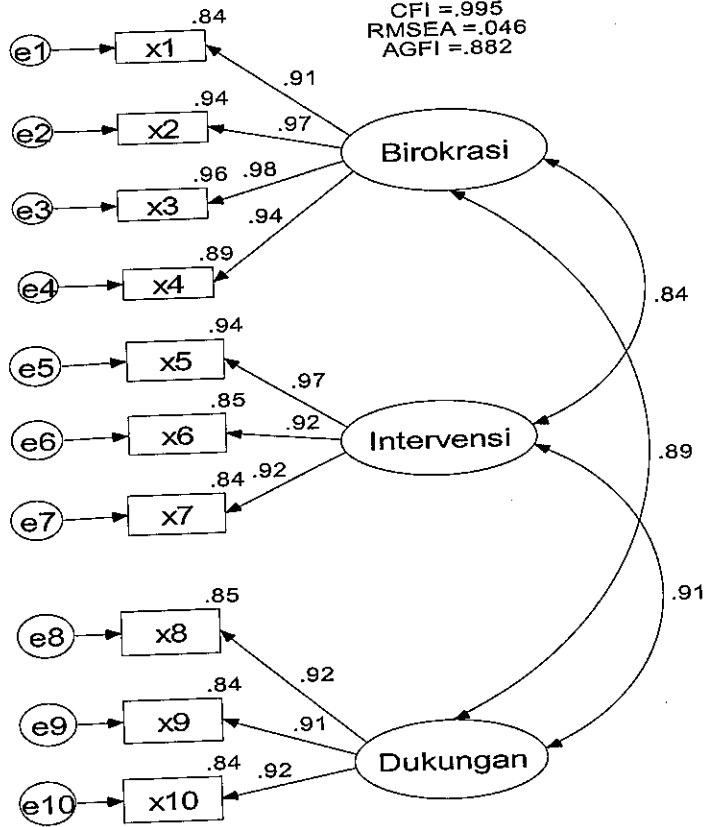 CFI =.995
RMSEA =.046
AGFI =.882
.84
e1 x1
.91
.94
e2 x2
.97
Birokrasi
.96 .98
e3 x3
.94
.89
e4 x4
.84
.94
e5 x5
.97
.85
e6 x6
.92
Intervensi
.89
.84 .92
e7 x7
.91
.85
e8 x8
.92
.84
e9 x9
.91
Dukungan
.84 .92
e10 x10